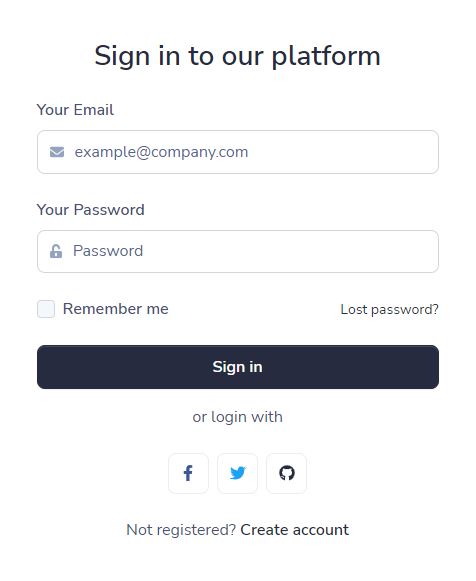 Sign in to our platform
Your Email
example@company.com
Your Password
Password
Remember me Lost password?
Sign in
or login with
Not registered? Create account